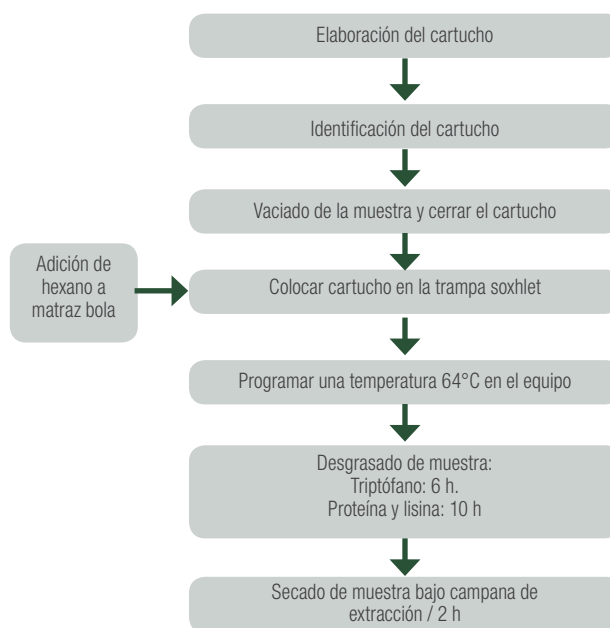 Elaboración del cartucho
Identificación del cartucho
Vaciado de la muestra y cerrar el cartucho
Adición de
hexano a
matraz bola
Colocar cartucho en la trampa soxhlet
Programar una temperatura 64°C en el equipo
Desgrasado de muestra:
Triptófano: 6 h.
Proteína y lisina: 10 h
Secado de muestra bajo campana de
extracción / 2 h